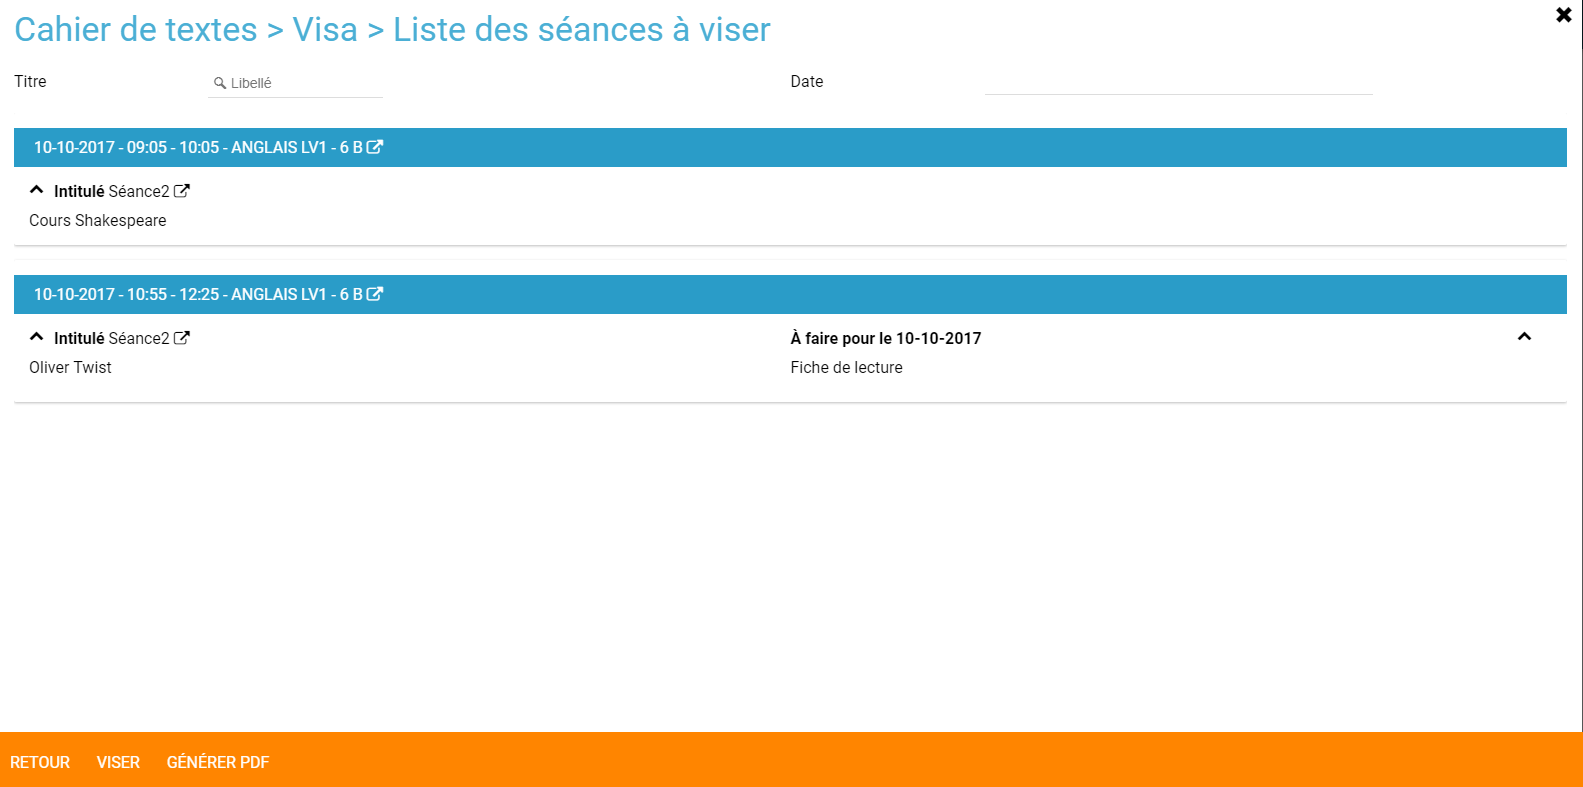 Cahier de textes > Visa > Liste des séances à viser
Titre
Libellé
Date
10-10-2017 - 09:05 - 10:05 - ANGLAIS LV1 - 6 B
Intitulé Séance2
Cours Shakespeare
10-10-2017 - 10:55 - 12:25 - ANGLAIS LV1 - 6 B
Intitulé Séance2
Oliver Twist
À faire pour le 10-10-2017
Fiche de lecture
RETOUR
VISER
GÉNÉRER PDF